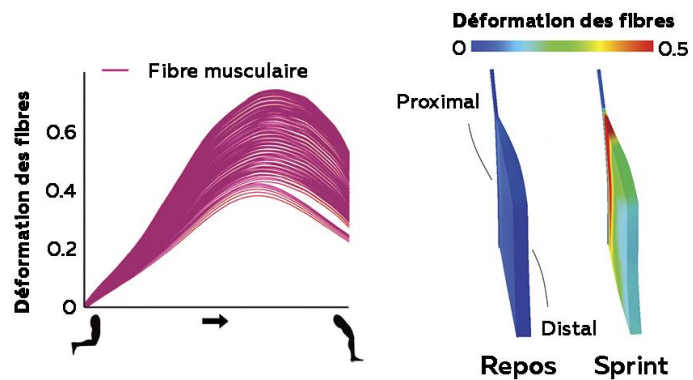 Déformation des fibres
0 0.5
Fibre musculaire
Proximal
Déformation des fibres
0.6
0.4
0.2
0
Distal
Repos Sprint